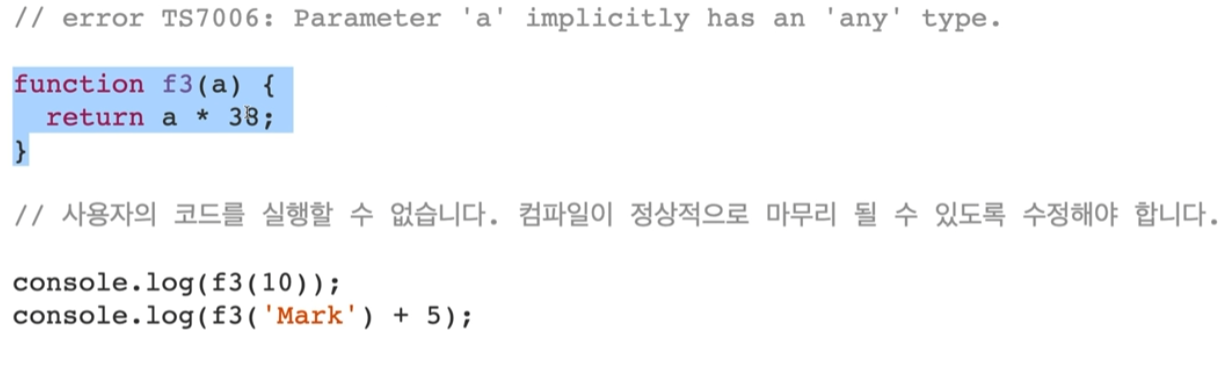 // error TS7006: Parameter 'a' implicitly has an 'any' type.
function f3(a) {
  return a * 38;
}
// 사용자의 코드를 실행할 수 없습니다. 컴파일이 정상적으로 마무리 될 수 있도록 수정해야 합니다.
console.log(f3(10));
console.log(f3('Mark') + 5);